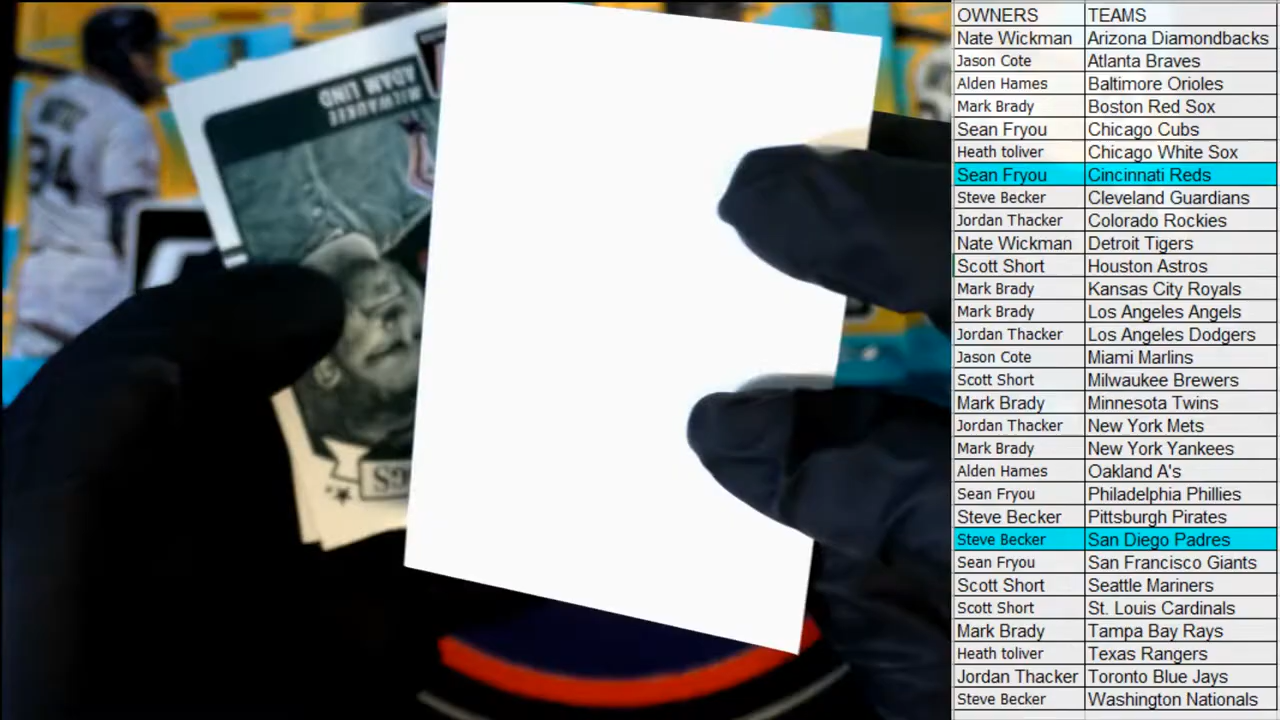 OWNERS TEAMS
Nate Wickman Arizona Diamondbacks
Jason Cote Atlanta Braves
Alden Hames Baltimore Orioles
Mark Brady Boston Red Sox
Sean Fryou Chicago Cubs
Heath toliver Chicago White Sox
Sean Fryou Cincinnati Reds
Steve Becker Cleveland Guardians
Jordan Thacker Colorado Rockies
Nate Wickman Detroit Tigers
Scott Short Houston Astros
Mark Brady Kansas City Royals
Mark Brady Los Angeles Angels
Jordan Thacker Los Angeles Dodgers
Jason Cote Miami Marlins
Scott Short Milwaukee Brewers
Mark Brady Minnesota Twins
Jordan Thacker New York Mets
Mark Brady New York Yankees
Alden Hames Oakland A's
Sean Fryou Philadelphia Phillies
Steve Becker Pittsburgh Pirates
Steve Becker San Diego Padres
Sean Fryou San Francisco Giants
Scott Short Seattle Mariners
Scott Short St. Louis Cardinals
Mark Brady Tampa Bay Rays
Heath toliver Texas Rangers
Jordan Thacker Toronto Blue Jays
Steve Becker Washington Nationals
MILWAUKEE
ADAM LIND
34